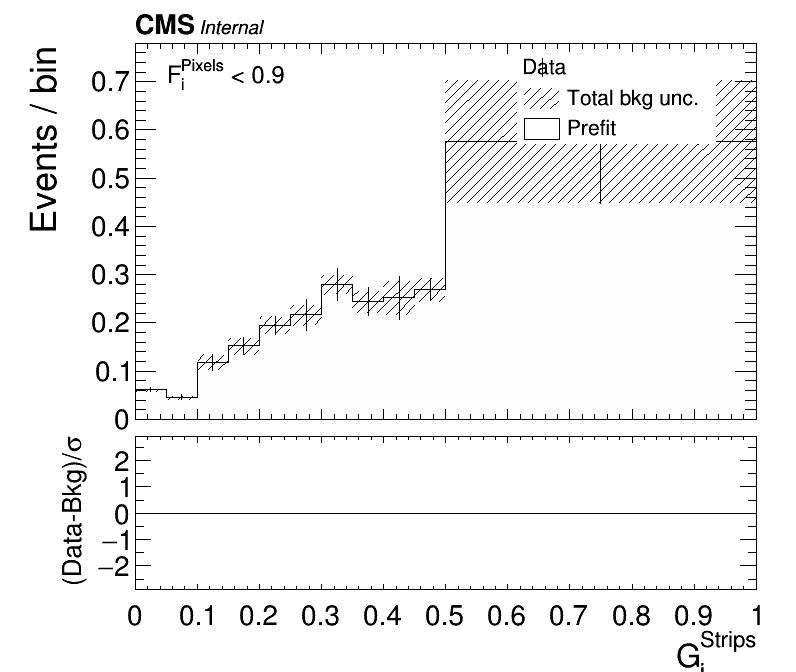 CMS Internal
F_i^Pixels < 0.9
Data
Total bkg unc.
Prefit
Events / bin
0.7
0.6
0.5
0.4
0.3
0.2
0.1
0
(Data-Bkg)/σ
2
1
0
−1
−2
0 0.1 0.2 0.3 0.4 0.5 0.6 0.7 0.8 0.9 1
G_i^Strips